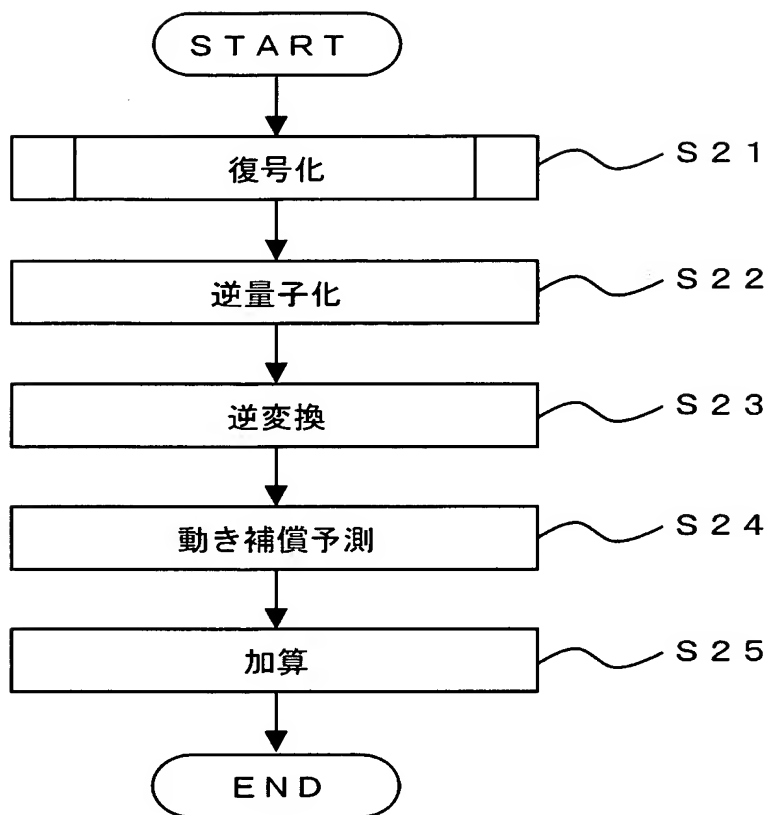 START
復号化
S21
逆量子化
S22
逆変換
S23
動き補償予測
S24
加算
S25
END